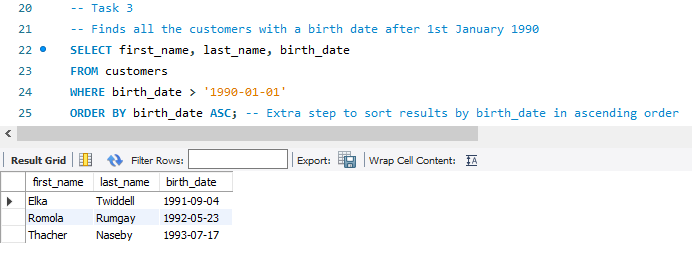 20 -- Task 3
21 -- Finds all the customers with a birth date after 1st January 1990
22 SELECT first_name, last_name, birth_date
23 FROM customers
24 WHERE birth_date > '1990-01-01'
25 ORDER BY birth_date ASC; -- Extra step to sort results by birth_date in ascending order
Result Grid Filter Rows: Export: Wrap Cell Content: IA
first_name last_name birth_date
Elka Twiddell 1991-09-04
Romola Rumgay 1992-05-23
Thacher Naseby 1993-07-17